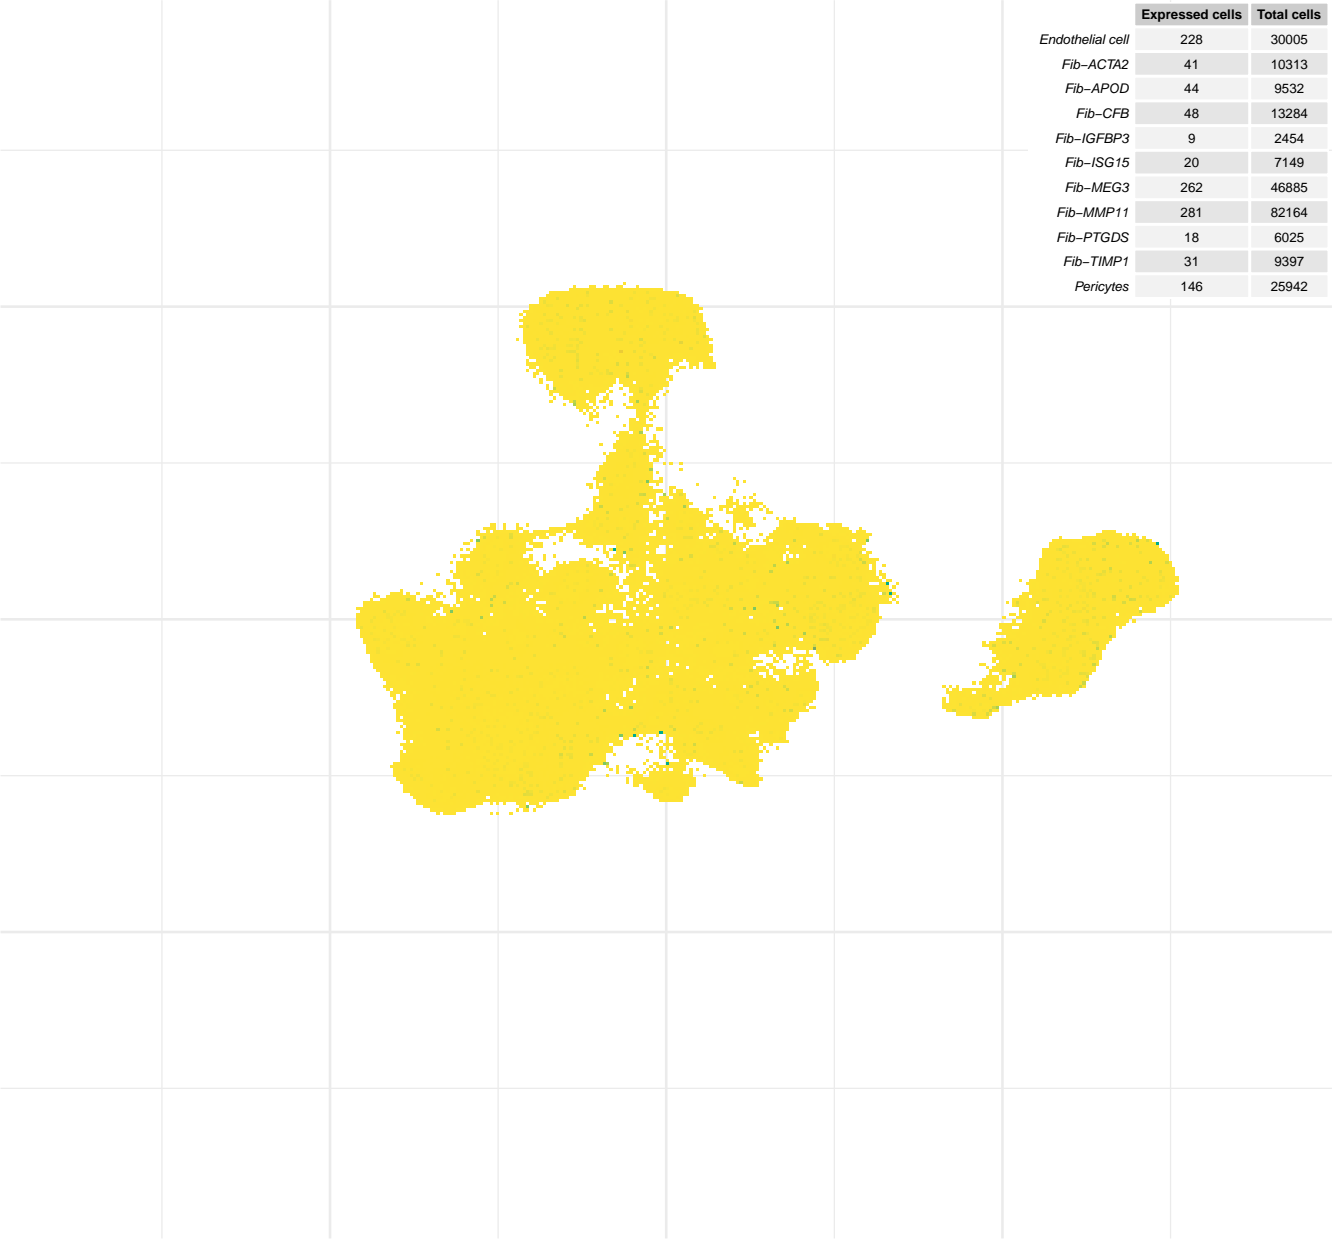 Expressed cells Total cells
Endothelial cell 228 30005
Fib−ACTA2 41 10313
Fib−APOD 44 9532
Fib−CFB 48 13284
Fib−IGFBP3 9 2454
Fib−ISG15 20 7149
Fib−MEG3 262 46885
Fib−MMP11 281 82164
Fib−PTGDS 18 6025
Fib−TIMP1 31 9397
Pericytes 146 25942